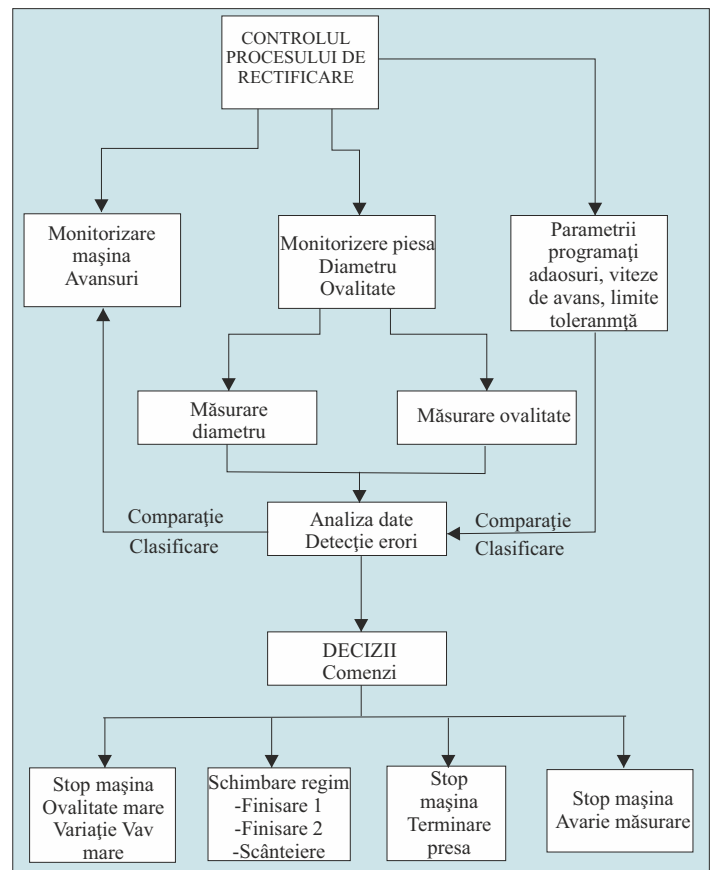 CONTROLUL
PROCESULUI DE
RECTIFICARE
Monitorizare
maşina
Avansuri
Monitorizere piesa
Diametru
Ovalitate
Parametrii
programaţi
adaosuri, viteze
de avans, limite
toleranmţă
Măsurare
diametru
Măsurare ovalitate
Comparaţie
Clasificare
Analiza date
Detecţie erori
Comparaţie
Clasificare
DECIZII
Comenzi
Stop maşina
Ovalitate mare
Variaţie Vav
mare
Schimbare regim
-Finisare 1
-Finisare 2
-Scânteiere
Stop
maşina
Terminare
presa
Stop maşina
Avarie măsurare